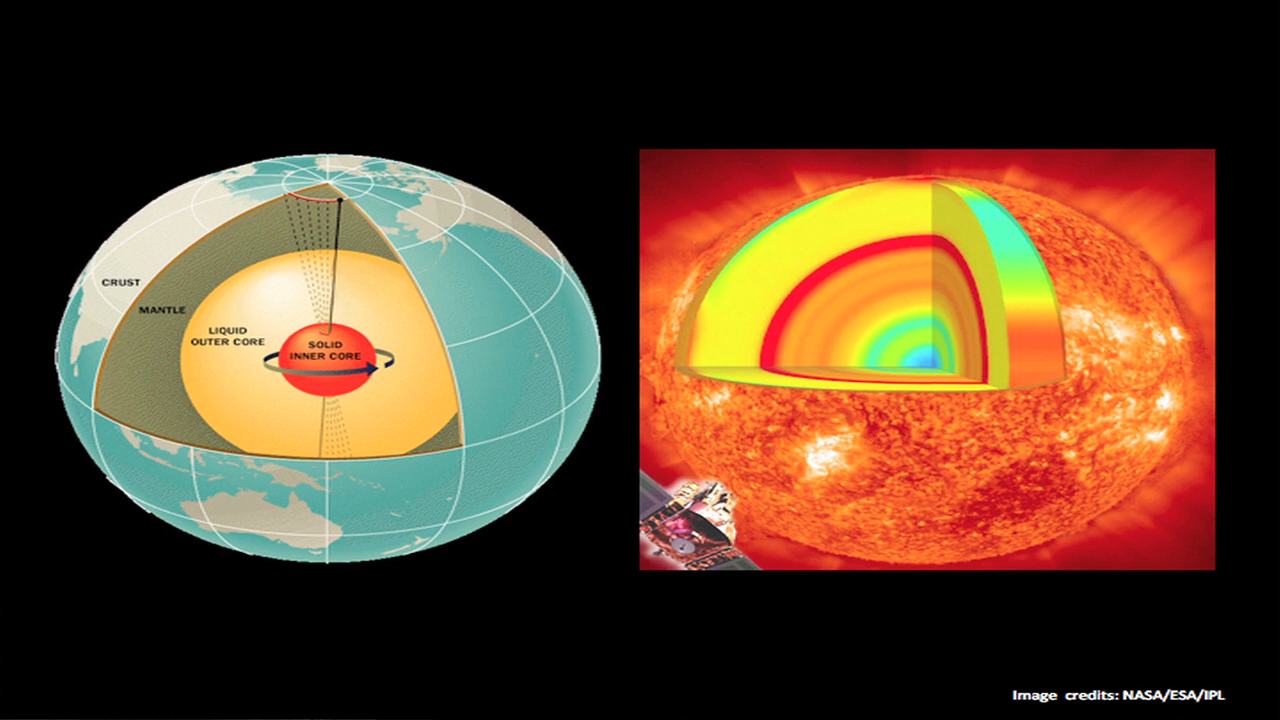 CRUST
MANTLE
LIQUID
OUTER CORE
SOLID
INNER CORE
Image credits: NASA/ESA/IPL